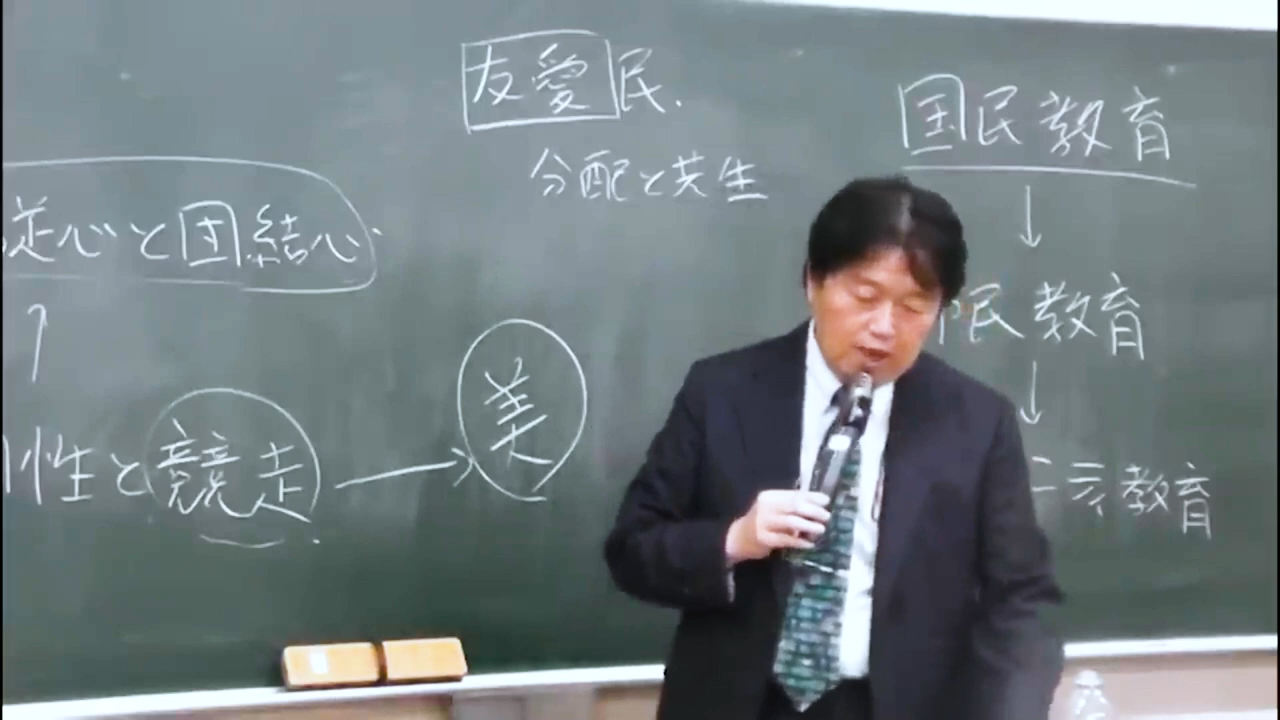 友愛民.
分配と共生
従心と団結心
性と競走 → 美
国民教育
↓
民教育
↓
教育